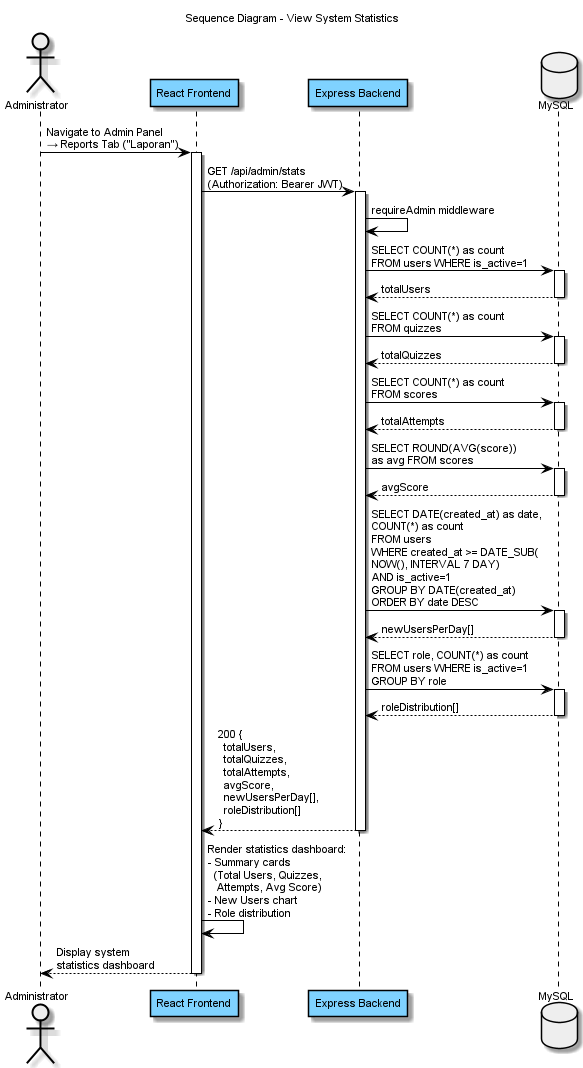 Sequence Diagram - View System Statistics
Administrator
React Frontend
Express Backend
MySQL
Navigate to Admin Panel
→ Reports Tab ("Laporan")
GET /api/admin/stats
(Authorization: Bearer JWT)
requireAdmin middleware
SELECT COUNT(*) as count
FROM users WHERE is_active=1
totalUsers
SELECT COUNT(*) as count
FROM quizzes
totalQuizzes
SELECT COUNT(*) as count
FROM scores
totalAttempts
SELECT ROUND(AVG(score))
as avg FROM scores
avgScore
SELECT DATE(created_at) as date,
COUNT(*) as count
FROM users
WHERE created_at >= DATE_SUB(
NOW(), INTERVAL 7 DAY)
AND is_active=1
GROUP BY DATE(created_at)
ORDER BY date DESC
newUsersPerDay[]
SELECT role, COUNT(*) as count
FROM users WHERE is_active=1
GROUP BY role
roleDistribution[]
200 {
totalUsers,
totalQuizzes,
totalAttempts,
avgScore,
newUsersPerDay[],
roleDistribution[]
}
Render statistics dashboard:
- Summary cards
(Total Users, Quizzes,
Attempts, Avg Score)
- New Users chart
- Role distribution
Display system
statistics dashboard
Administrator
React Frontend
Express Backend
MySQL